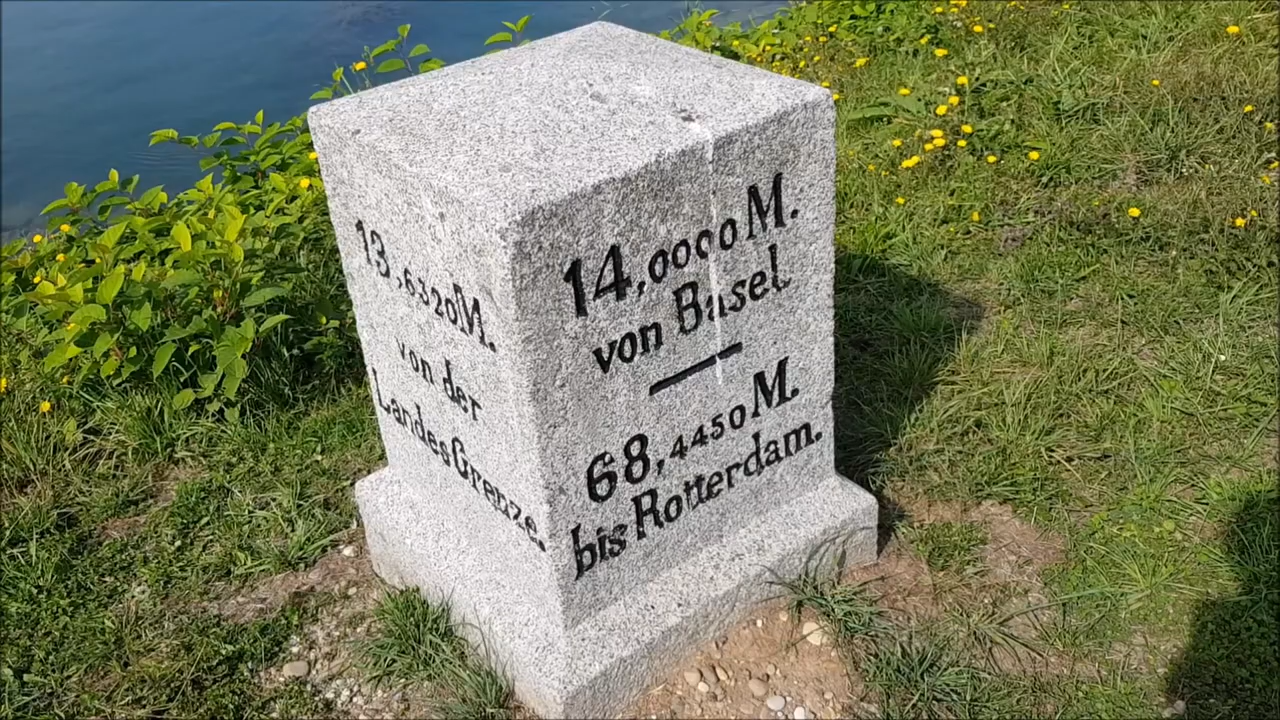 13,6320 M.
von der
LandesGrenze.
14,0000 M.
von Basel
68,4450 M.
bis Rotterdam.